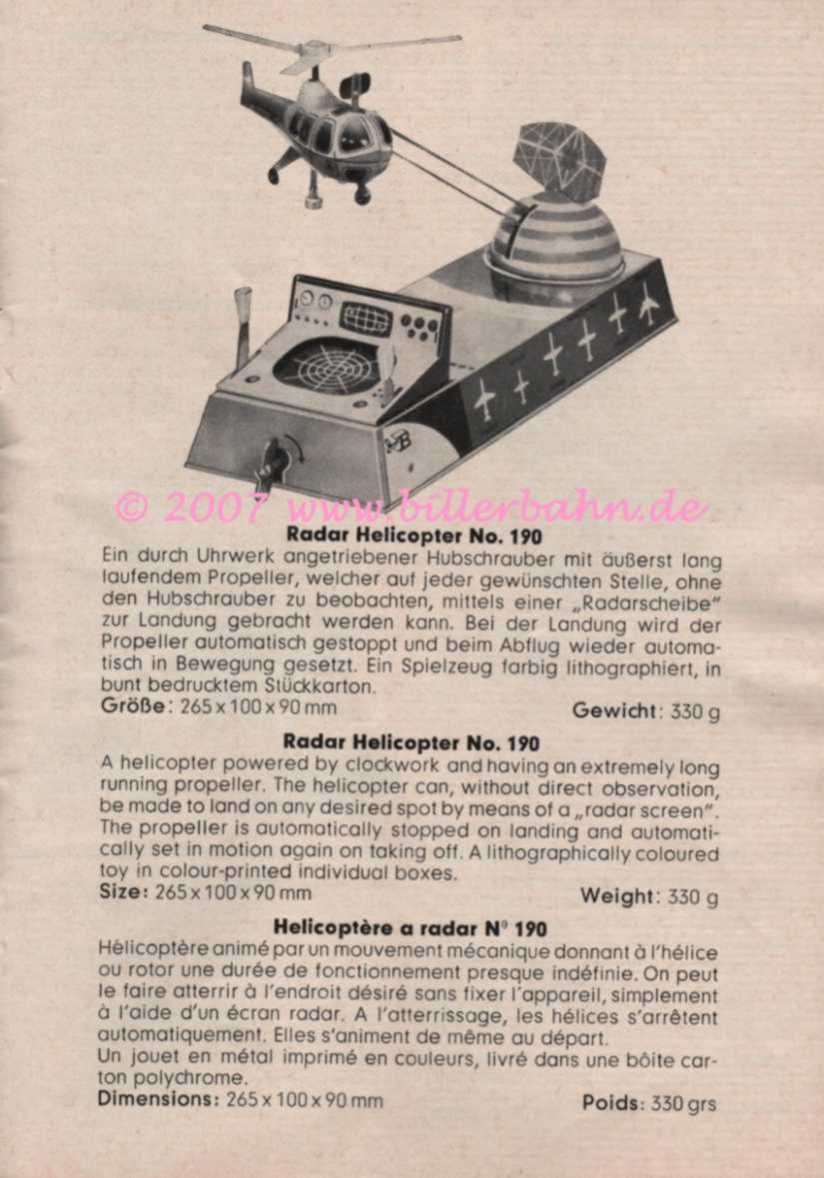 B
© 2007 www.billerbahn.de
Radar Helicopter No. 190
Ein durch Uhrwerk angetriebener Hubschrauber mit äußerst lang
laufendem Propeller, welcher auf jeder gewünschten Stelle, ohne
den Hubschrauber zu beobachten, mittels einer „Radarscheibe"
zur Landung gebracht werden kann. Bei der Landung wird der
Propeller automatisch gestoppt und beim Abflug wieder automa-
tisch in Bewegung gesetzt. Ein Spielzeug farbig lithographiert, in
bunt bedrucktem Stückkarton.
Größe: 265 x 100 x 90 mm Gewicht: 330 g
Radar Helicopter No. 190
A helicopter powered by clockwork and having an extremely long
running propeller. The helicopter can, without direct observation,
be made to land on any desired spot by means of a „radar screen".
The propeller is automatically stopped on landing and automati-
cally set in motion again on taking off. A lithographically coloured
toy in colour-printed individual boxes.
Size: 265 x 100 x 90 mm Weight: 330 g
Helicoptère a radar N° 190
Hélicoptère animé par un mouvement mécanique donnant à l'hélice
ou rotor une durée de fonctionnement presque indéfinie. On peut
le faire atterrir à l'endroit désiré sans fixer l'appareil, simplement
à l'aide d'un écran radar. A l'atterrissage, les hélices s'arrêtent
automatiquement. Elles s'animent de même au départ.
Un jouet en métal imprimé en couleurs, livré dans une bôite car-
ton polychrome.
Dimensions: 265 x 100 x 90 mm Poids: 330 grs